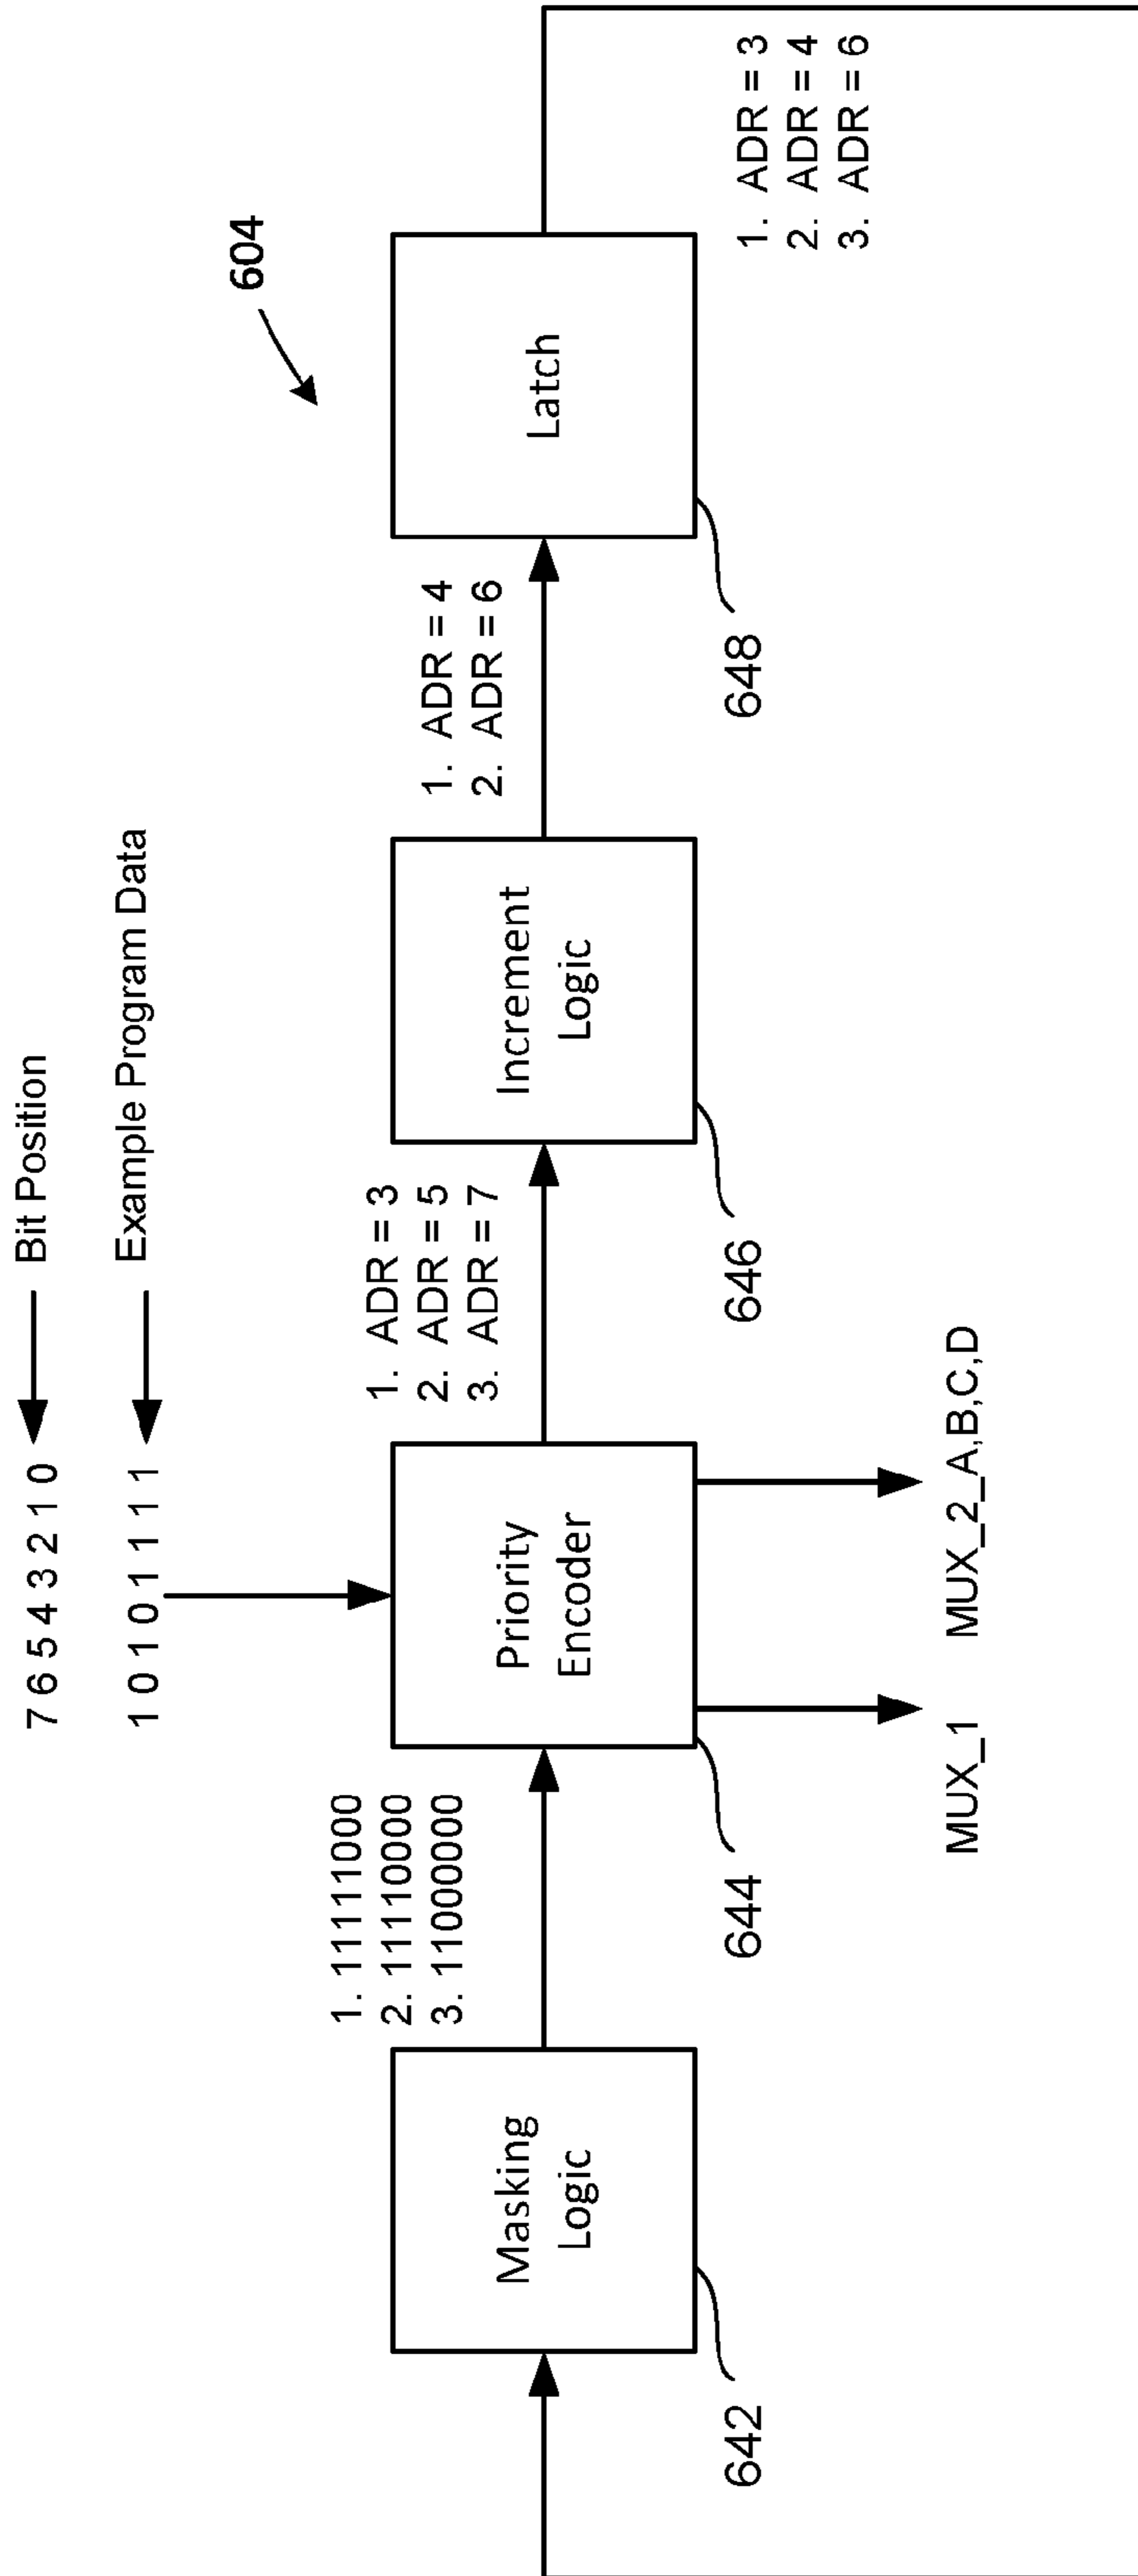 7 6 5 4 3 2 1 0
Bit Position
1 0 1 0 1 1 1 1
Example Program Data
604
1. 11111000
2. 11110000
3. 11000000
1. ADR = 3
2. ADR = 5
3. ADR = 7
1. ADR = 4
2. ADR = 6
Masking
Logic
Priority
Encoder
Increment
Logic
Latch
642
644
646
648
1. ADR = 3
2. ADR = 4
3. ADR = 6
MUX_1
MUX_2_A,B,C,D